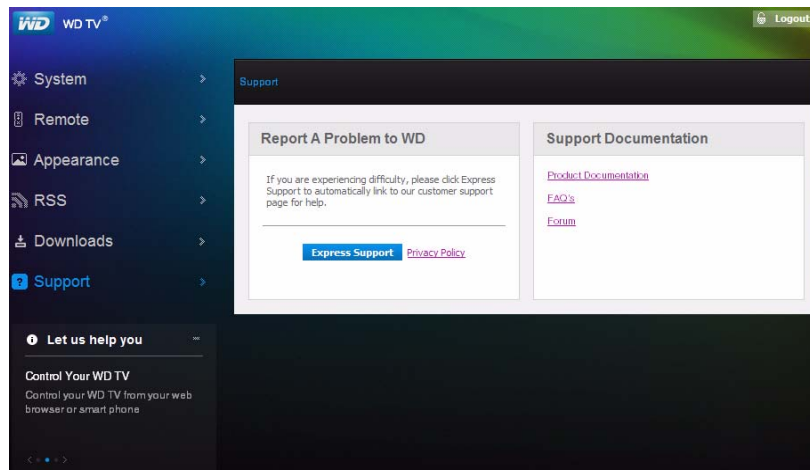 WD WD TV®
Logout
System
Remote
Appearance
RSS
Downloads
Support
Support
Report A Problem to WD
If you are experiencing difficulty, please click Express
Support to automatically link to our customer support
page for help.
Express Support Privacy Policy
Support Documentation
Product Documentation
FAQ's
Forum
Let us help you
Control Your WD TV
Control your WD TV from your web
browser or smart phone